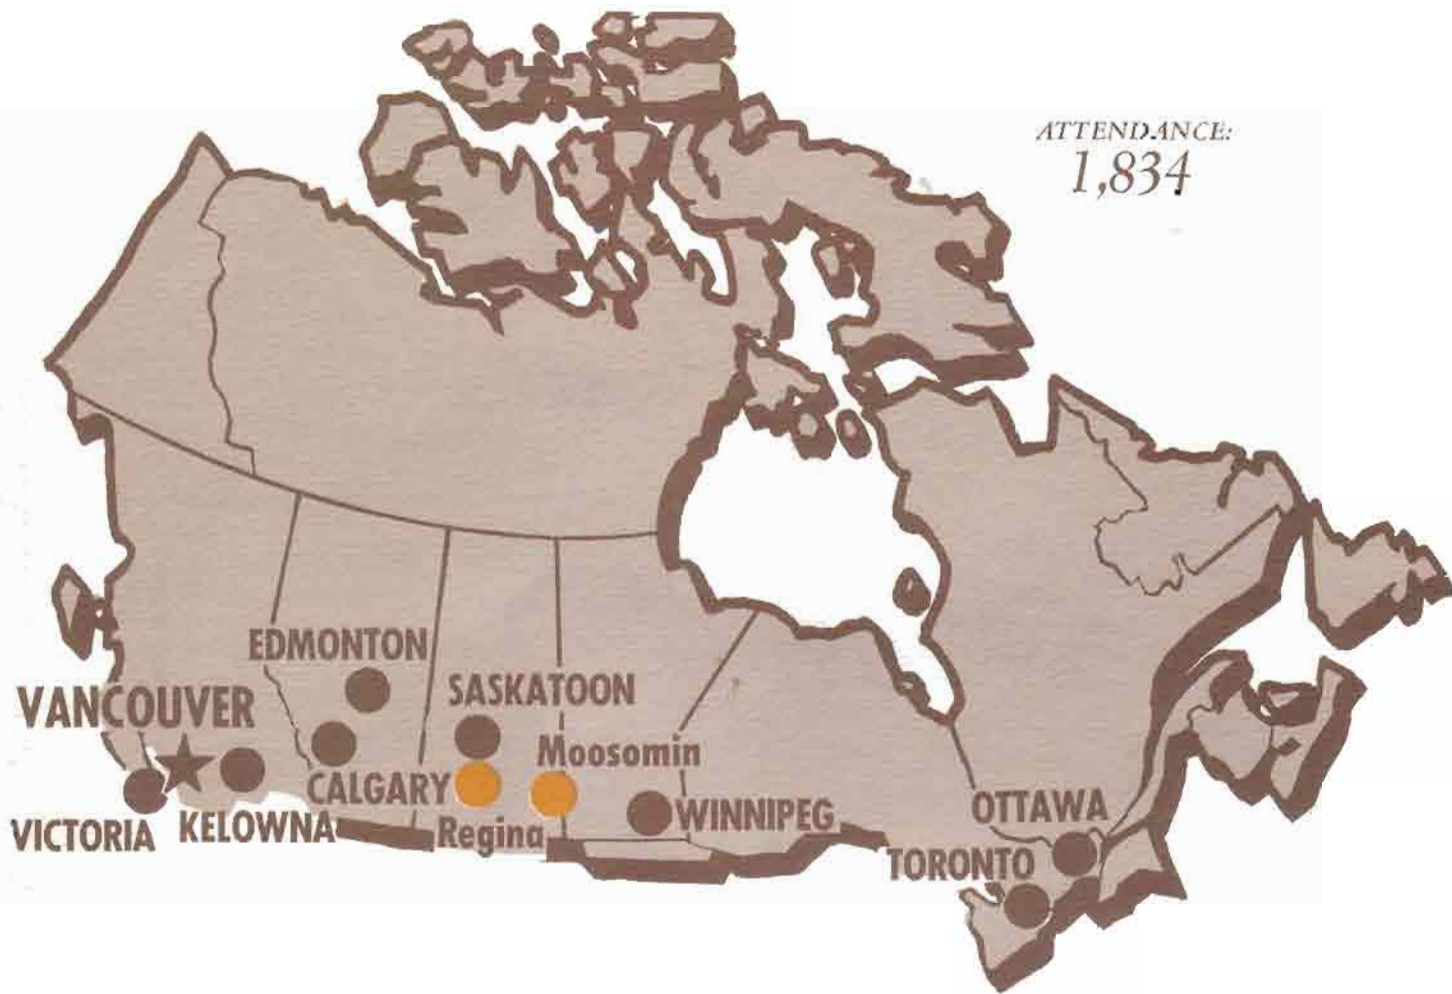 ATTENDANCE:
1,834
EDMONTON
SASKATOON
VANCOUVER
Moosomin
CALGARY
OTTAWA
WINNIPEG
VICTORIA
KELOWNA
Regina
TORONTO